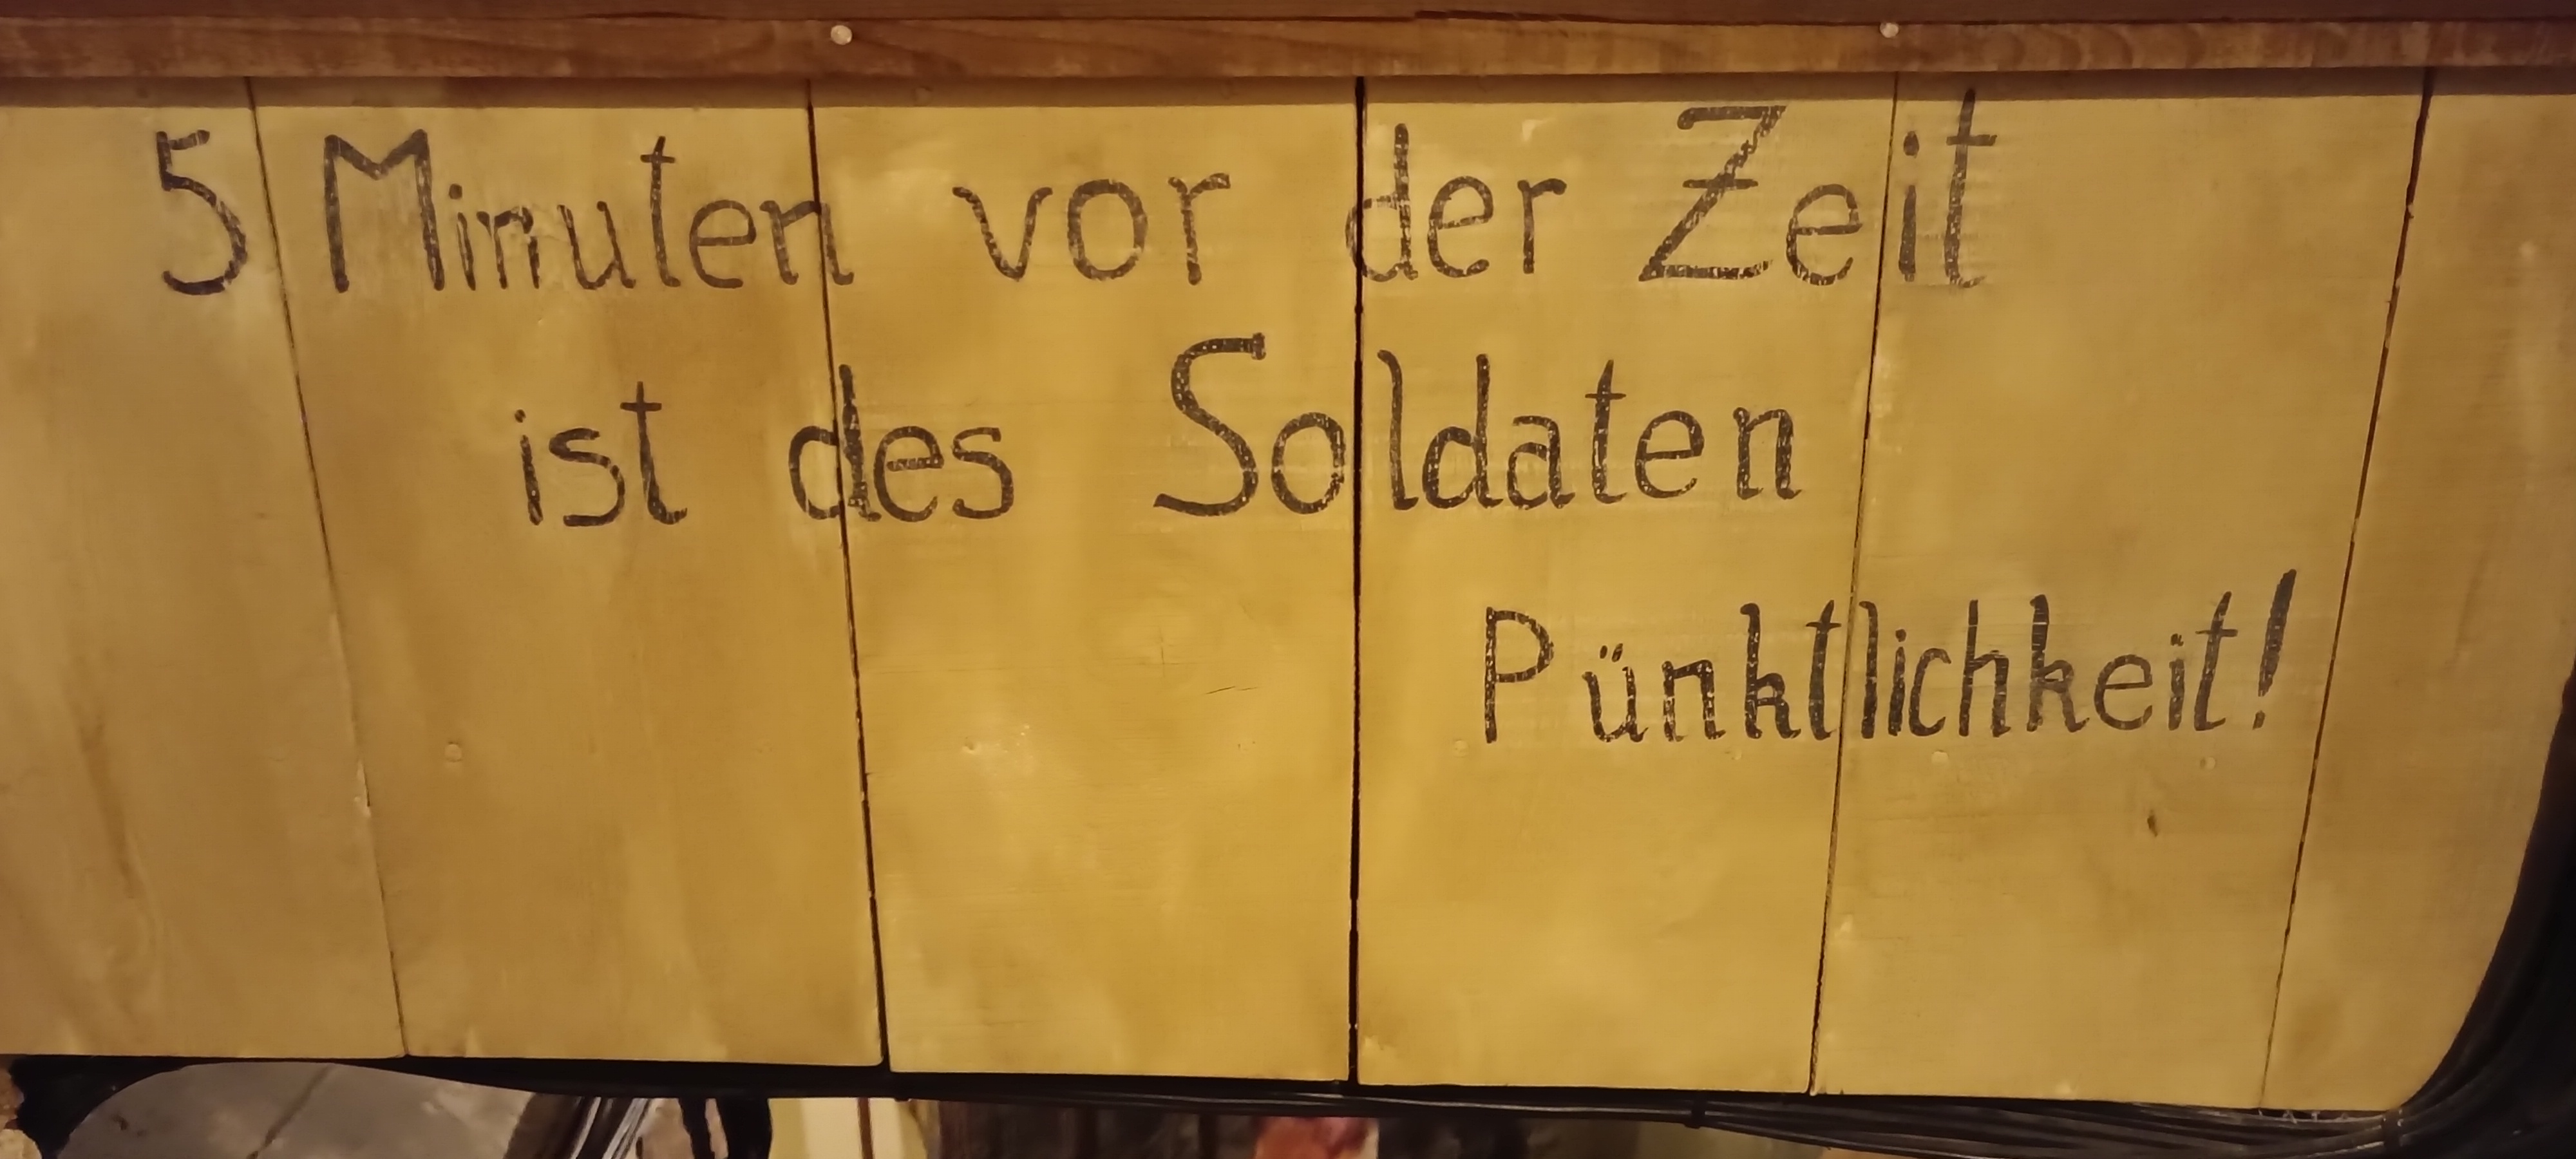 5 Minuten vor der Zeit
ist des Soldaten
Pünktlichkeit!